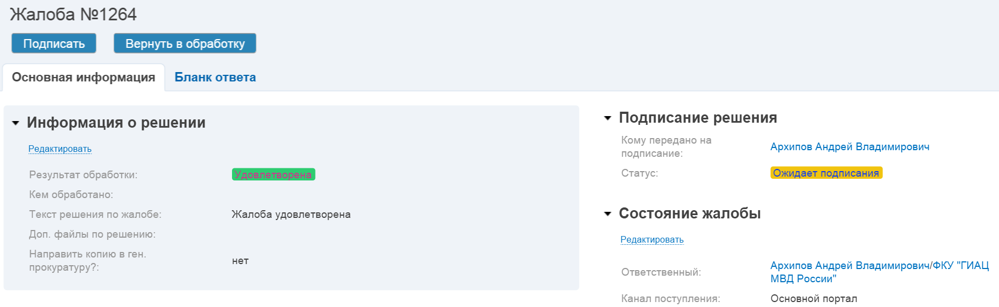 Жалоба №1264
Подписать
Вернуть в обработку
Основная информация
Бланк ответа
Информация о решении
Редактировать
Результат обработки:
Удовлетворена
Кем обработано:
Текст решения по жалобе:
Жалоба удовлетворена
Доп. файлы по решению:
Направить копию в ген.
прокуратуру?:
нет
Подписание решения
Кому передано на
подписание:
Архипов Андрей Владимирович
Статус:
Ожидает подписания
Состояние жалобы
Редактировать
Ответственный:
Архипов Андрей Владимирович/ФКУ "ГИАЦ
МВД России"
Канал поступления:
Основной портал